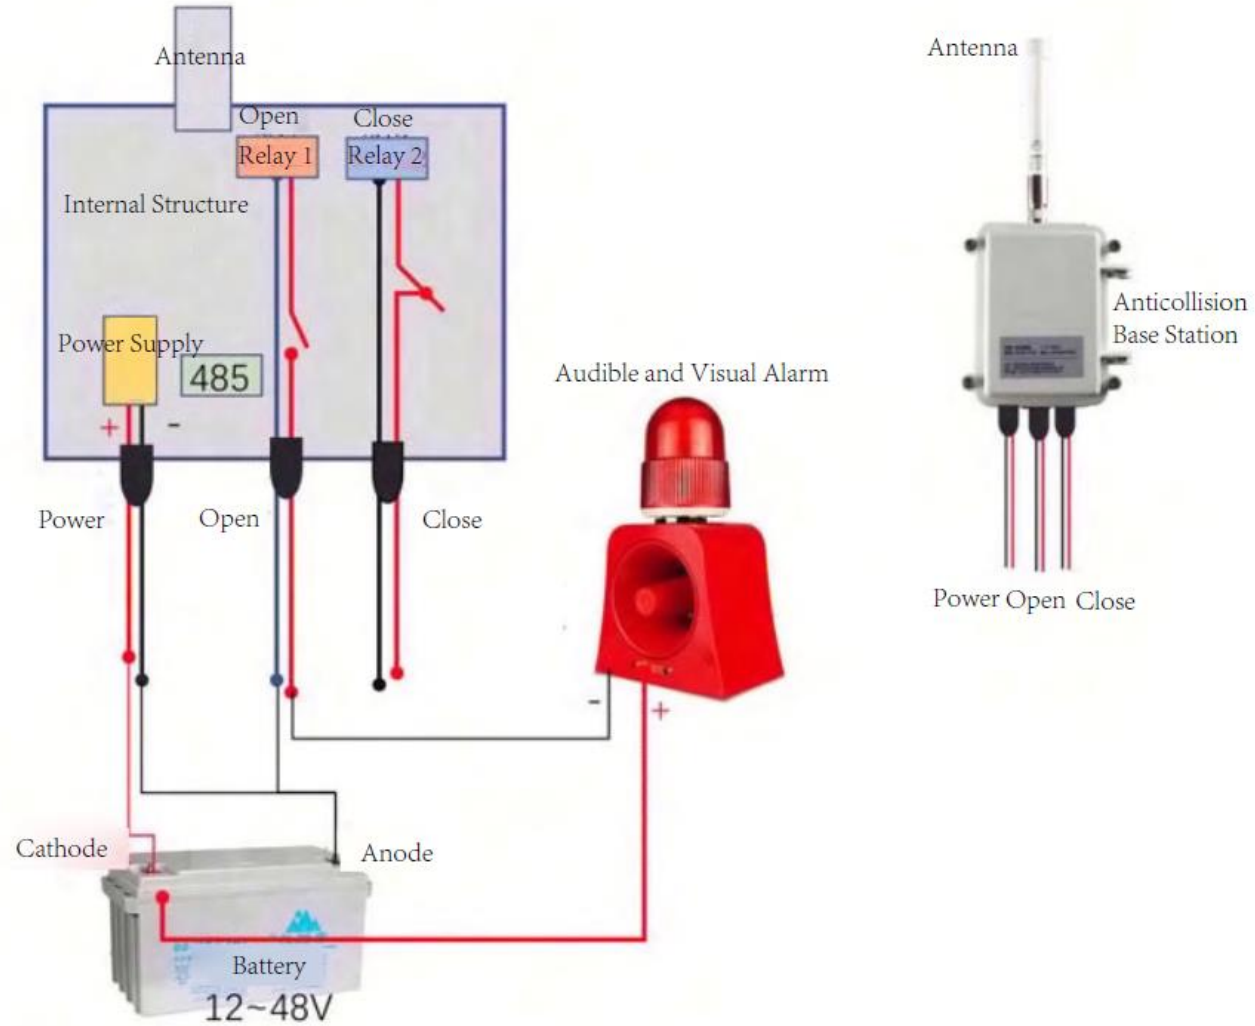 Antenna
Open
Close
Relay 1
Relay 2
Internal Structure
Power Supply
485
+
-
Power
Open
Close
Audible and Visual Alarm
-
+
Cathode
Anode
Battery
12~48V
Antenna
Anticollision
Base Station
Power Open Close